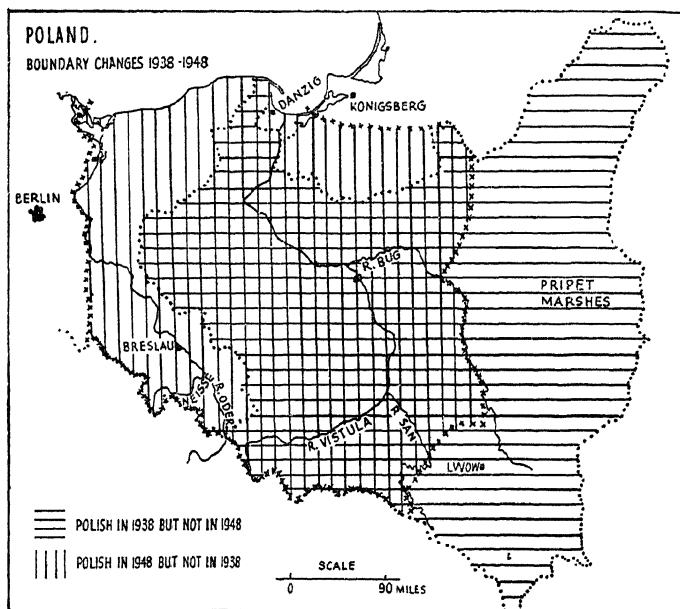 POLAND.
BOUNDARY CHANGES 1938-1948
DANZIG
KONIGSBERG
BERLIN
R. BUG
PRIPET
MARSHES
BRESLAU
NEISSE
R. ODER
R. VISTULA
R. SAN
LWOW
POLISH IN 1938 BUT NOT IN 1948
POLISH IN 1948 BUT NOT IN 1938
SCALE
0 90 MILES